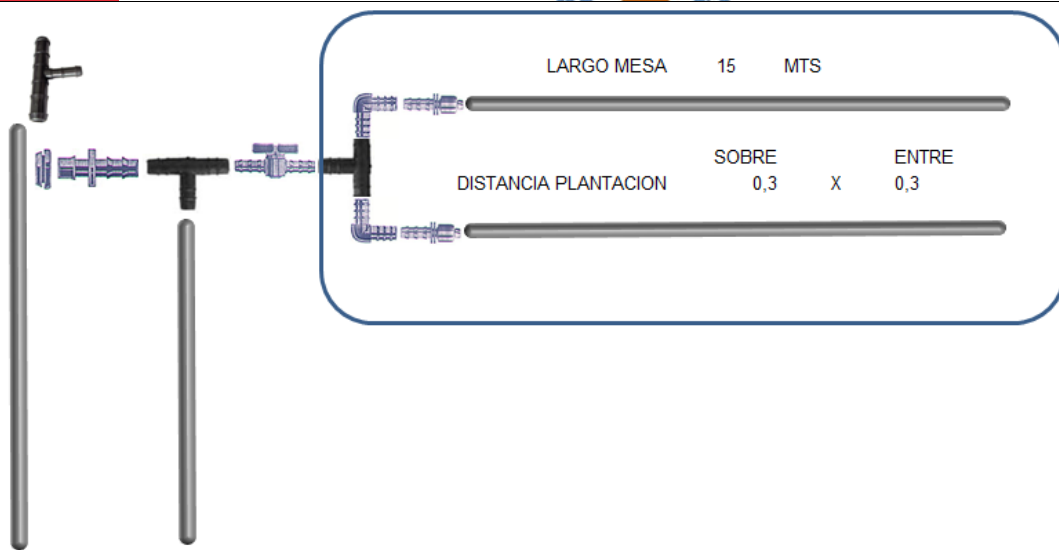 LARGO MESA 15 MTS
SOBRE ENTRE
DISTANCIA PLANTACION 0,3 X 0,3